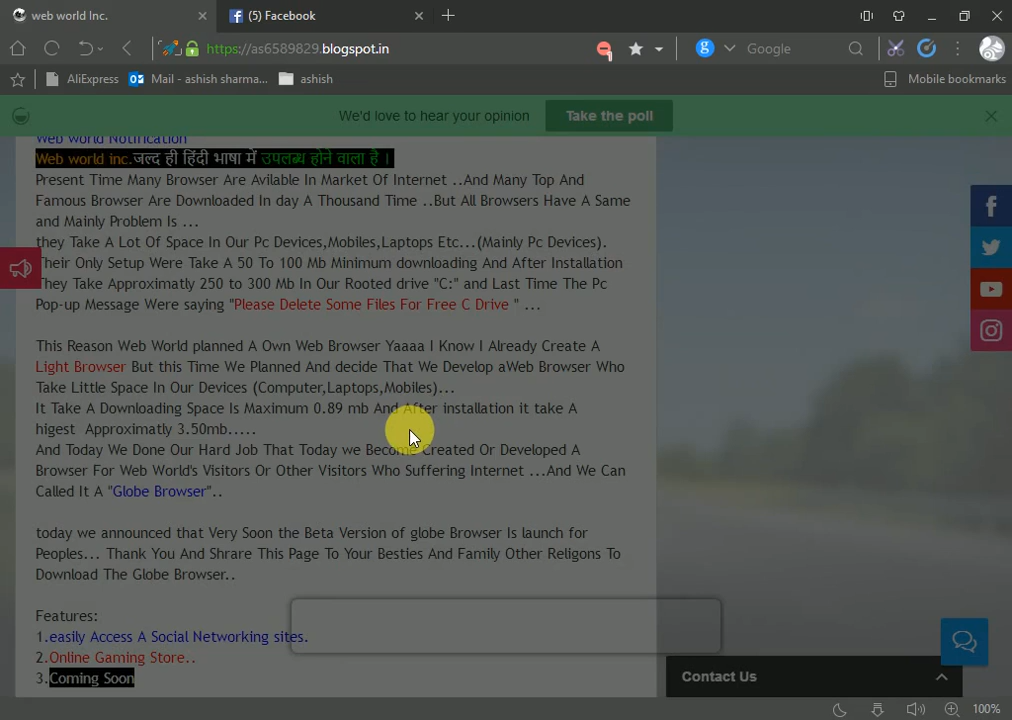 web world Inc.
(5) Facebook
https://as6589829.blogspot.in
Google
AliExpress
Mail - ashish sharma...
ashish
Mobile bookmarks
We'd love to hear your opinion
Take the poll
Web world Notification
Web world inc.जल्द ही हिंदी भाषा में उपलब्ध होने वाला है ।
Present Time Many Browser Are Avilable In Market Of Internet ..And Many Top And
Famous Browser Are Downloaded In day A Thousand Time ..But All Browsers Have A Same
and Mainly Problem Is ...
they Take A Lot Of Space In Our Pc Devices,Mobiles,Laptops Etc...(Mainly Pc Devices).
Their Only Setup Were Take A 50 To 100 Mb Minimum downloading And After Installation
They Take Approximatly 250 to 300 Mb In Our Rooted drive "C:" and Last Time The Pc
Pop-up Message Were saying "Please Delete Some Files For Free C Drive " ...
This Reason Web World planned A Own Web Browser Yaaaa I Know I Already Create A
Light Browser But this Time We Planned And decide That We Develop aWeb Browser Who
Take Little Space In Our Devices (Computer,Laptops,Mobiles)...
It Take A Downloading Space Is Maximum 0.89 mb And After installation it take A
higest Approximatly 3.50mb.....
And Today We Done Our Hard Job That Today we Become Created Or Developed A
Browser For Web World's Visitors Or Other Visitors Who Suffering Internet ...And We Can
Called It A "Globe Browser"..
today we announced that Very Soon the Beta Version of globe Browser Is launch for
Peoples... Thank You And Shrare This Page To Your Besties And Family Other Religons To
Download The Globe Browser..
Features:
1.easily Access A Social Networking sites.
2.Online Gaming Store..
3.Coming Soon
Contact Us
100%